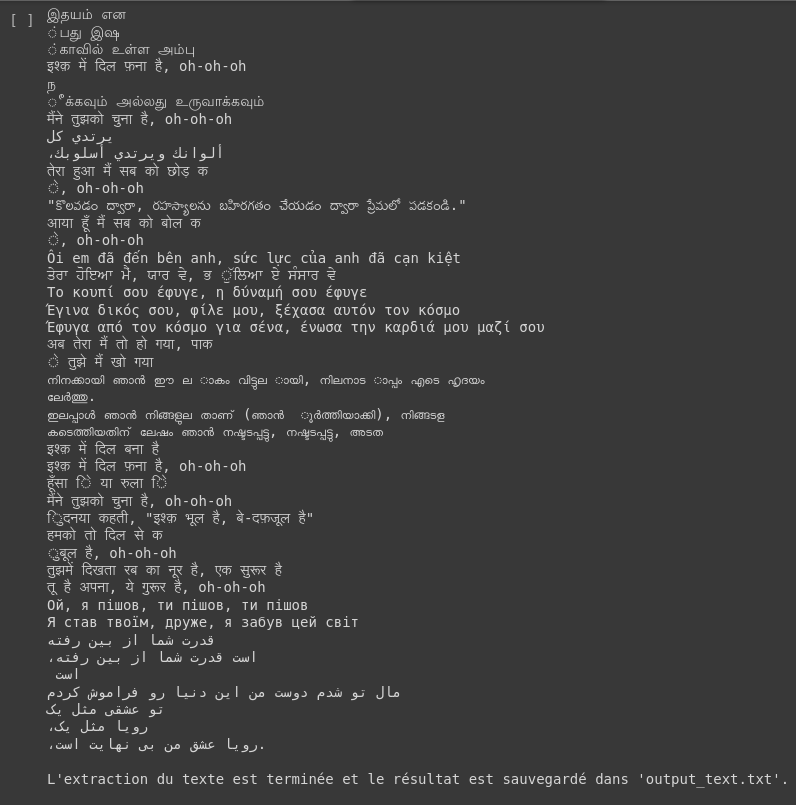 [ ] இதயம் என
்பது இஷ
்காவில் உள்ள அம்பு
इश्क़ में दिल फ़ना है, oh-oh-oh
ந
ீக்கவும் அல்லது உருவாக்கவும்
मैंने तुझको चुना है, oh-oh-oh
يرتدي كل
ألوانك ويرتدي أسلوبك،
तेरा हुआ मैं सब को छोड़ क
े, oh-oh-oh
"కొలవడం ద్వారా, రహస్యాలను బహిరగతం చేయడం ద్వారా ప్రేమలో పడకండి."
आया हूँ मैं सब को बोल क
े, oh-oh-oh
Ôi em đã đến bên anh, sức lực của anh đã cạn kiệt
ਤੇਰਾ ਹੋਇਆ ਮੈਂ, ਯਾਰ ਵੇ, ਭ ੁੱਲਿਆ ਏ ਸੰਸਾਰ ਵੇ
Το κουπί σου έφυγε, η δύναμή σου έφυγε
Έγινα δικός σου, φίλε μου, ξέχασα αυτόν τον κόσμο
Έφυγα από τον κόσμο για σένα, ένωσα την καρδιά μου μαζί σου
अब तेरा मैं तो हो गया, पाक
े तुझे मैं खो गया
നിനക്കായി ഞാൻ ഈ ല ാകം വിട്ടുല ായി, നിലനാട ാപ്പം എടെ ഹൃദയം
ലേർത്തു.
ഇലപ്പാൾ ഞാൻ നിങ്ങളുല താണ് (ഞാൻ ൂർത്തിയാക്കി), നിങ്ങടള
കടെത്തിയതിന് ലേഷം ഞാൻ നഷ്ടടപ്പട്ടു, നഷ്ടടപ്പട്ടു, അടത
इश्क़ में दिल बना है
इश्क़ में दिल फ़ना है, oh-oh-oh
हूँसा िे या रुला िे
मैंने तुझको चुना है, oh-oh-oh
िुदनया कहती, "इश्क़ भूल है, बे-दफ़जूल है"
हमको तो दिल से क
ुबूल है, oh-oh-oh
तुझमें दिखता रब का नूर है, एक सुरूर है
तू है अपना, ये गुरूर है, oh-oh-oh
Ой, я пішов, ти пішов, ти пішов
Я став твоїм, друже, я забув цей світ
قدرت شما از بین رفته
است قدرت شما از بین رفته،
است
مال تو شدم دوست من این دنیا رو فراموش کردم
تو عشقی مثل یک
رویا مثل یک،
رویا عشق من بی نهایت است،.
L'extraction du texte est terminée et le résultat est sauvegardé dans 'output_text.txt'.